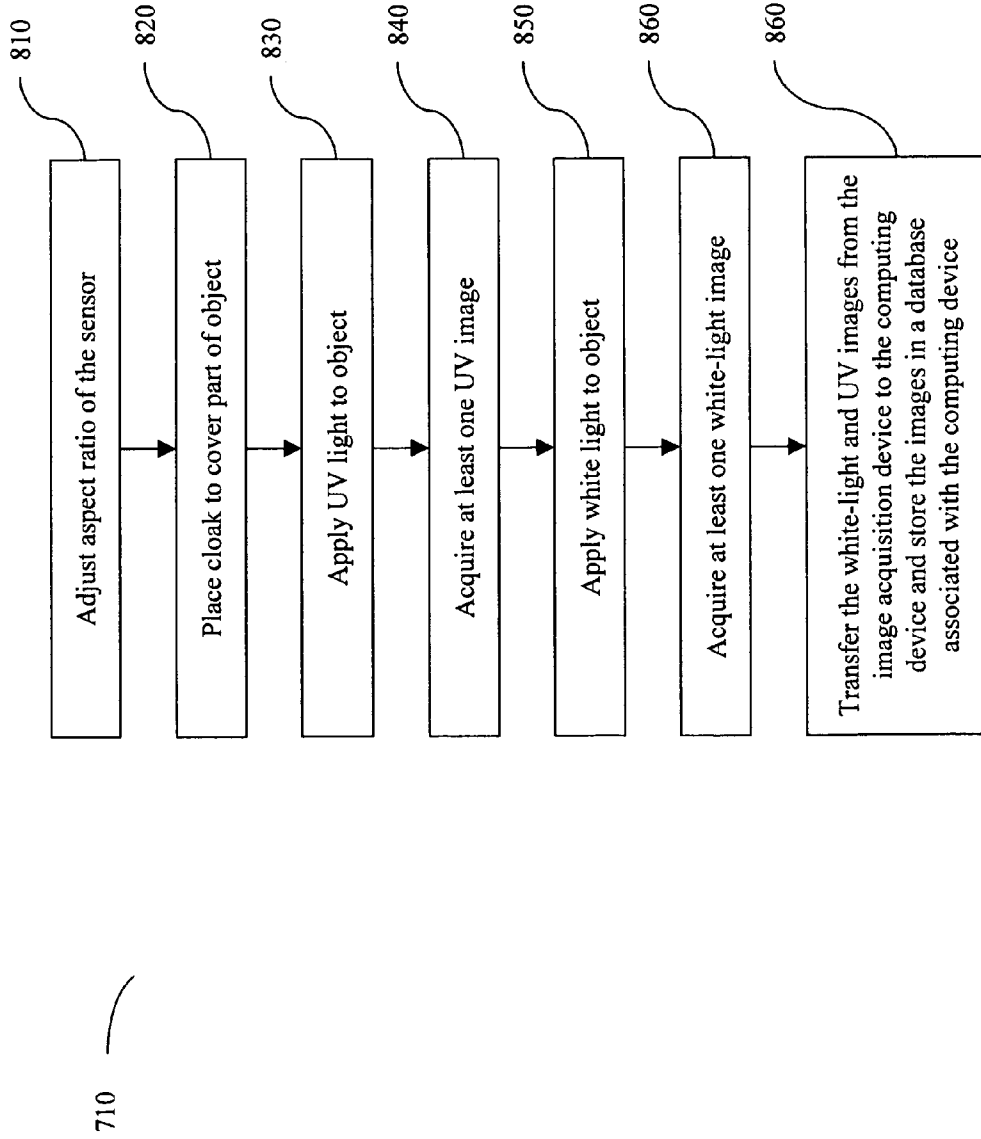 710
Adjust aspect ratio of the sensor
810
Place cloak to cover part of object
820
Apply UV light to object
830
Acquire at least one UV image
840
Apply white light to object
850
Acquire at least one white-light image
860
Transfer the white-light and UV images from the
image acquisition device to the computing
device and store the images in a database
associated with the computing device
860